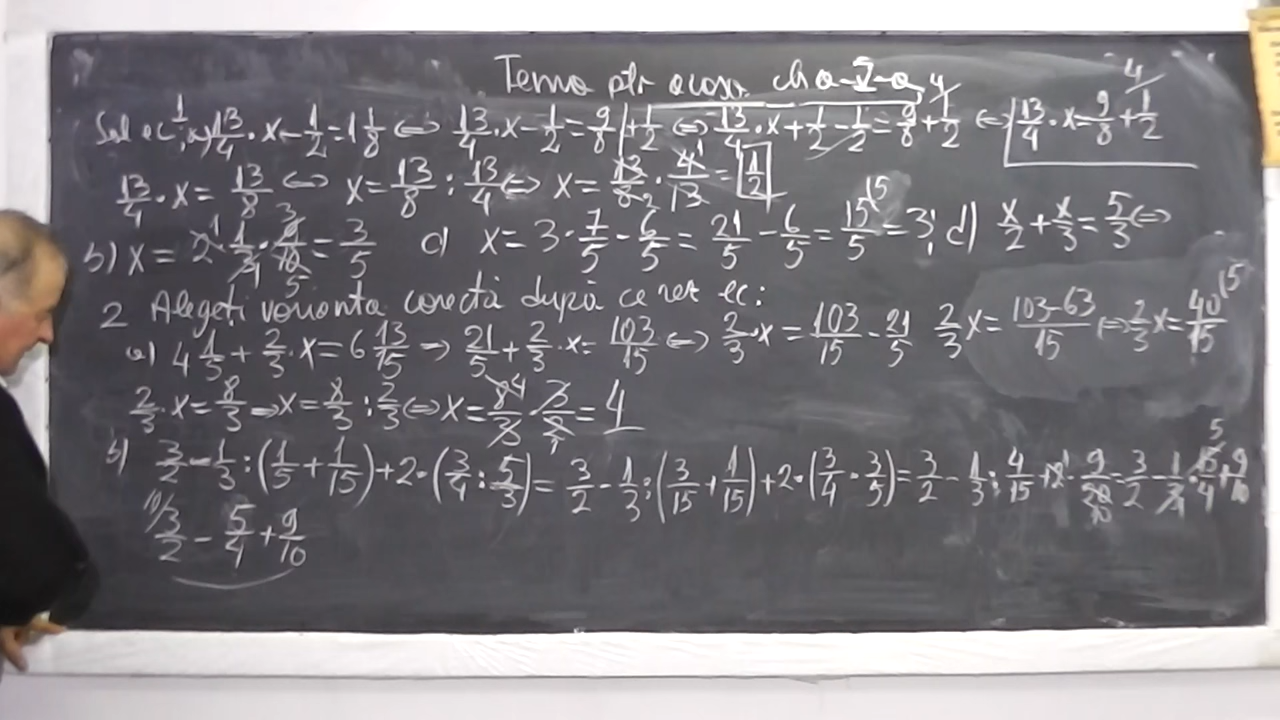 Tema ptr acasă cls a-5-a
Sol ec: 1 a) 13/4 · x - 1/2 = 1 1/8 ⇔ 13/4 · x - 1/2 = 9/8 | + 1/2 ⇔ 13/4 · x + 1/2 - 1/2 = 9/8 + 4/ 1/2 ⇔ 13/4 · x = 9/8 + 4/ 1/2
13/4 · x = 13/8 ⇔ x = 13/8 : 13/4 ⇔ x = 13/8 · 4/13 = 1/2
b) x = 2 · 1/3 · 9/10 = 3/5 c) x = 3 · 7/5 - 6/5 = 21/5 - 6/5 = 15/5 (5 = 3; d) x/2 + x/3 = 5/3 ⇔
2 Alegeți varianta corectă după ce rez ec:
a) 4 1/5 + 2/3 · x = 6 13/15 → 21/5 + 2/3 · x = 103/15 ⇔ 2/3 · x = 103/15 - 21/5 2/3 x = 103-63/15 ⇔ 2/3 x = 40/15 (5
2/3 · x = 8/3 → x = 8/3 : 2/3 ⇔ x = 8/3 · 3/2 = 4
b) 3/2 - 1/3 : (1/5 + 1/15) + 2 · (3/4 : 5/3) = 3/2 - 1/3 : (3/15 + 1/15) + 2 · (3/4 · 3/5) = 3/2 - 1/3 : 4/15 + 2 · 9/20 = 3/2 - 1/3 · 15/4 + 9/10
10/ 3/2 - 5/4 + 9/10